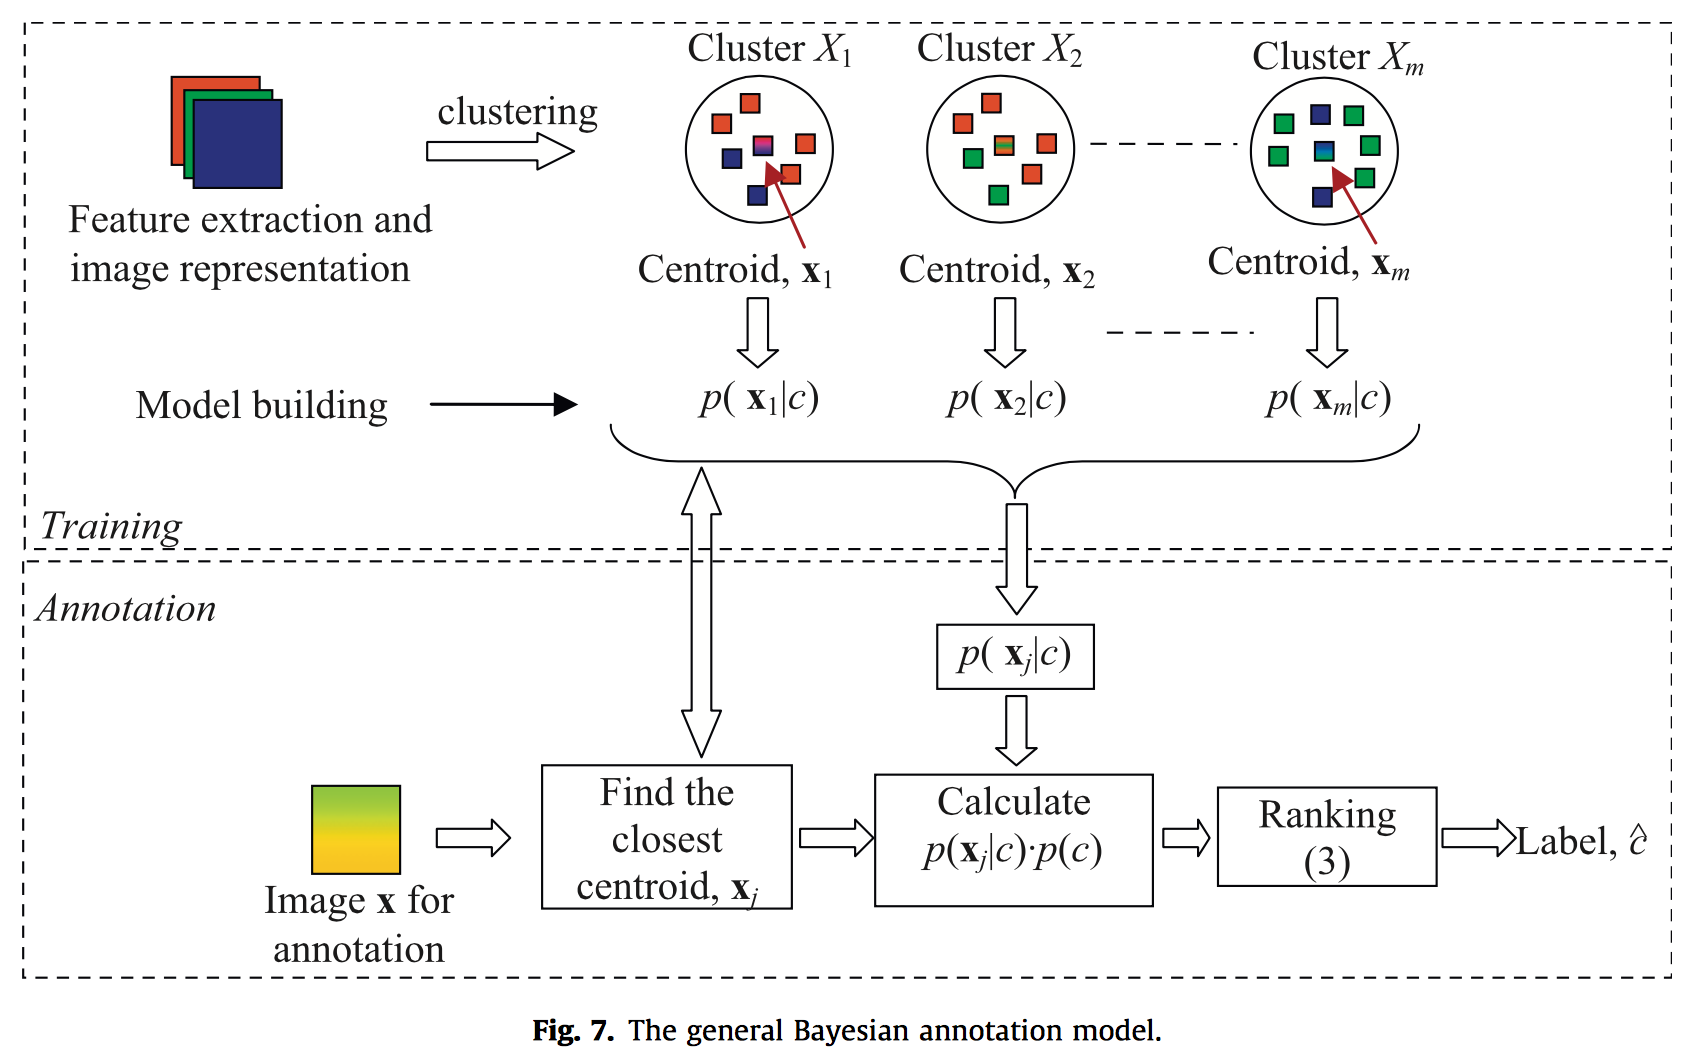 Cluster X₁
Cluster X₂
Cluster Xₘ
clustering
Feature extraction and
image representation
Centroid, x₁
Centroid, x₂
Centroid, xₘ
Model building
p( x₁|c)
p( x₂|c)
p( xₘ|c)
Training
Annotation
p( xⱼ|c)
Find the
closest
centroid, xⱼ
Calculate
p(xⱼ|c)·p(c)
Ranking
(3)
Label, ĉ
Image x for
annotation
Fig. 7. The general Bayesian annotation model.